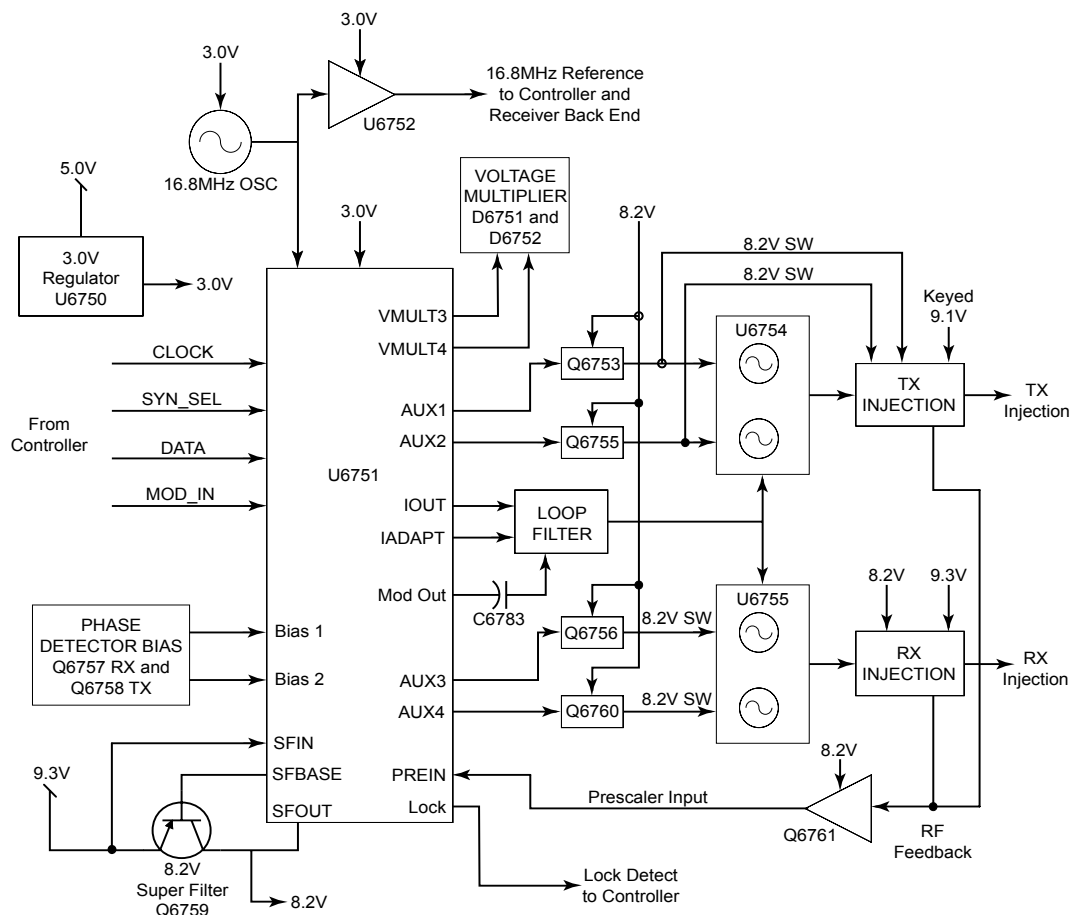 3.0V
3.0V
16.8MHz Reference
to Controller and
Receiver Back End
U6752
16.8MHz OSC
5.0V
3.0V
Regulator
U6750
3.0V
3.0V
VOLTAGE
MULTIPLIER
D6751 and
D6752
8.2V
8.2V SW
8.2V SW
Keyed
9.1V
VMULT3
VMULT4
AUX1
AUX2
Q6753
Q6755
U6754
TX
INJECTION
TX
Injection
From
Controller
CLOCK
SYN_SEL
DATA
MOD_IN
U6751
IOUT
IADAPT
LOOP
FILTER
Mod Out
C6783
PHASE
DETECTOR BIAS
Q6757 RX and
Q6758 TX
Bias 1
Bias 2
AUX3
AUX4
Q6756
Q6760
8.2V SW
8.2V SW
U6755
8.2V
9.3V
RX
INJECTION
RX
Injection
9.3V
SFIN
SFBASE
SFOUT
PREIN
Lock
Prescaler Input
8.2V
Q6761
RF
Feedback
8.2V
Super Filter
Q6759
8.2V
Lock Detect
to Controller